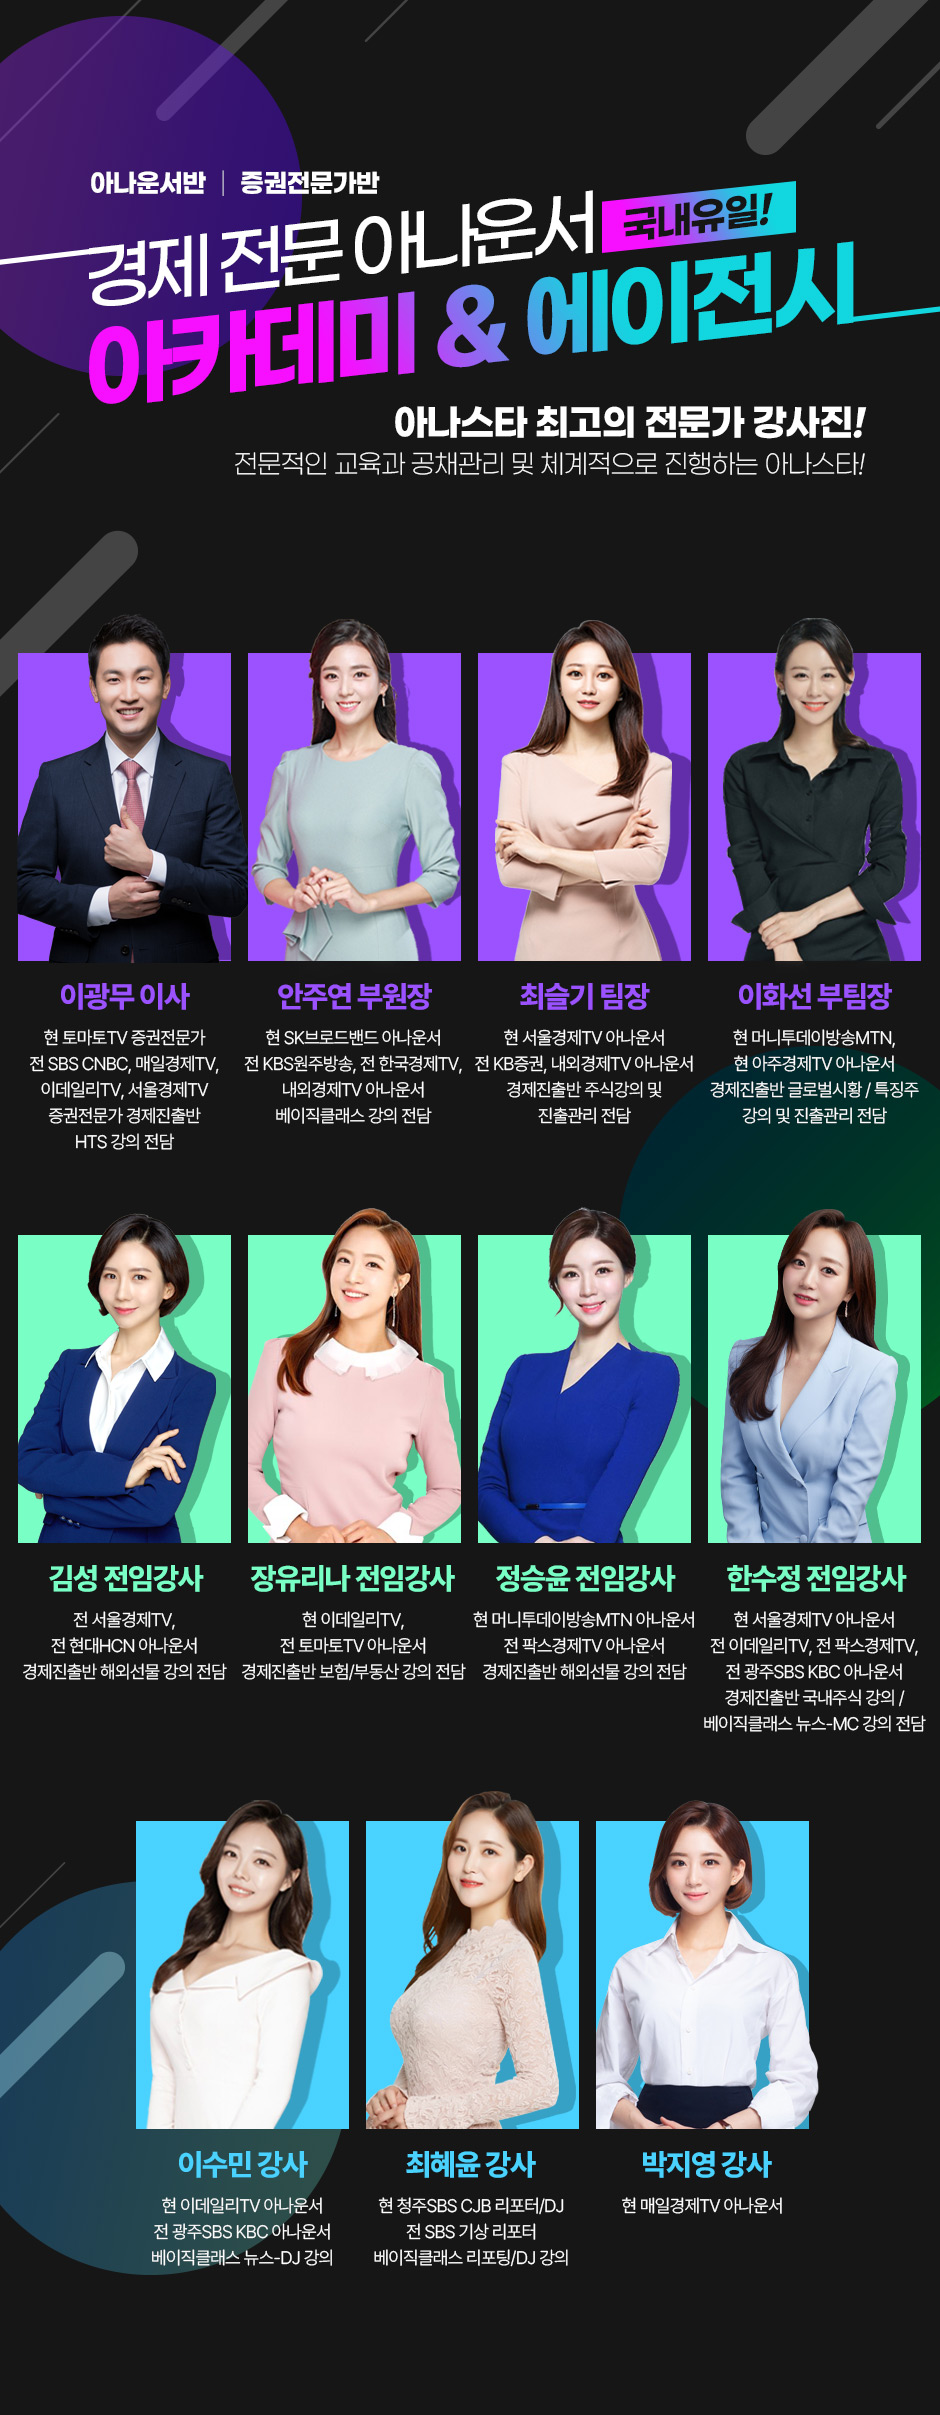 아나운서반 | 증권전문가반
경제 전문 아나운서 국내유일!
아카데미 & 에이전시
아나스타 최고의 전문가 강사진!
전문적인 교육과 공채관리 및 체계적으로 진행하는 아나스타!
이광무 이사
현 토마토TV 증권전문가
전 SBS CNBC, 매일경제TV,
이데일리TV, 서울경제TV
증권전문가 경제진출반
HTS 강의 전담
안주연 부원장
현 SK브로드밴드 아나운서
전 KBS원주방송, 전 한국경제TV,
내외경제TV 아나운서
베이직클래스 강의 전담
최슬기 팀장
현 서울경제TV 아나운서
전 KB증권, 내외경제TV 아나운서
경제진출반 주식강의 및
진출관리 전담
이화선 부팀장
현 머니투데이방송MTN,
현 아주경제TV 아나운서
경제진출반 글로벌시황 / 특징주
강의 및 진출관리 전담
김성 전임강사
전 서울경제TV,
전 현대HCN 아나운서
경제진출반 해외선물 강의 전담
장유리나 전임강사
현 이데일리TV,
전 토마토TV 아나운서
경제진출반 보험/부동산 강의 전담
정승윤 전임강사
현 머니투데이방송MTN 아나운서
전 팍스경제TV 아나운서
경제진출반 해외선물 강의 전담
한수정 전임강사
현 서울경제TV 아나운서
전 이데일리TV, 전 팍스경제TV,
전 광주SBS KBC 아나운서
경제진출반 국내주식 강의 /
베이직클래스 뉴스-MC 강의 전담
이수민 강사
현 이데일리TV 아나운서
전 광주SBS KBC 아나운서
베이직클래스 뉴스-DJ 강의
최혜윤 강사
현 청주SBS CJB 리포터/DJ
전 SBS 기상 리포터
베이직클래스 리포팅/DJ 강의
박지영 강사
현 매일경제TV 아나운서